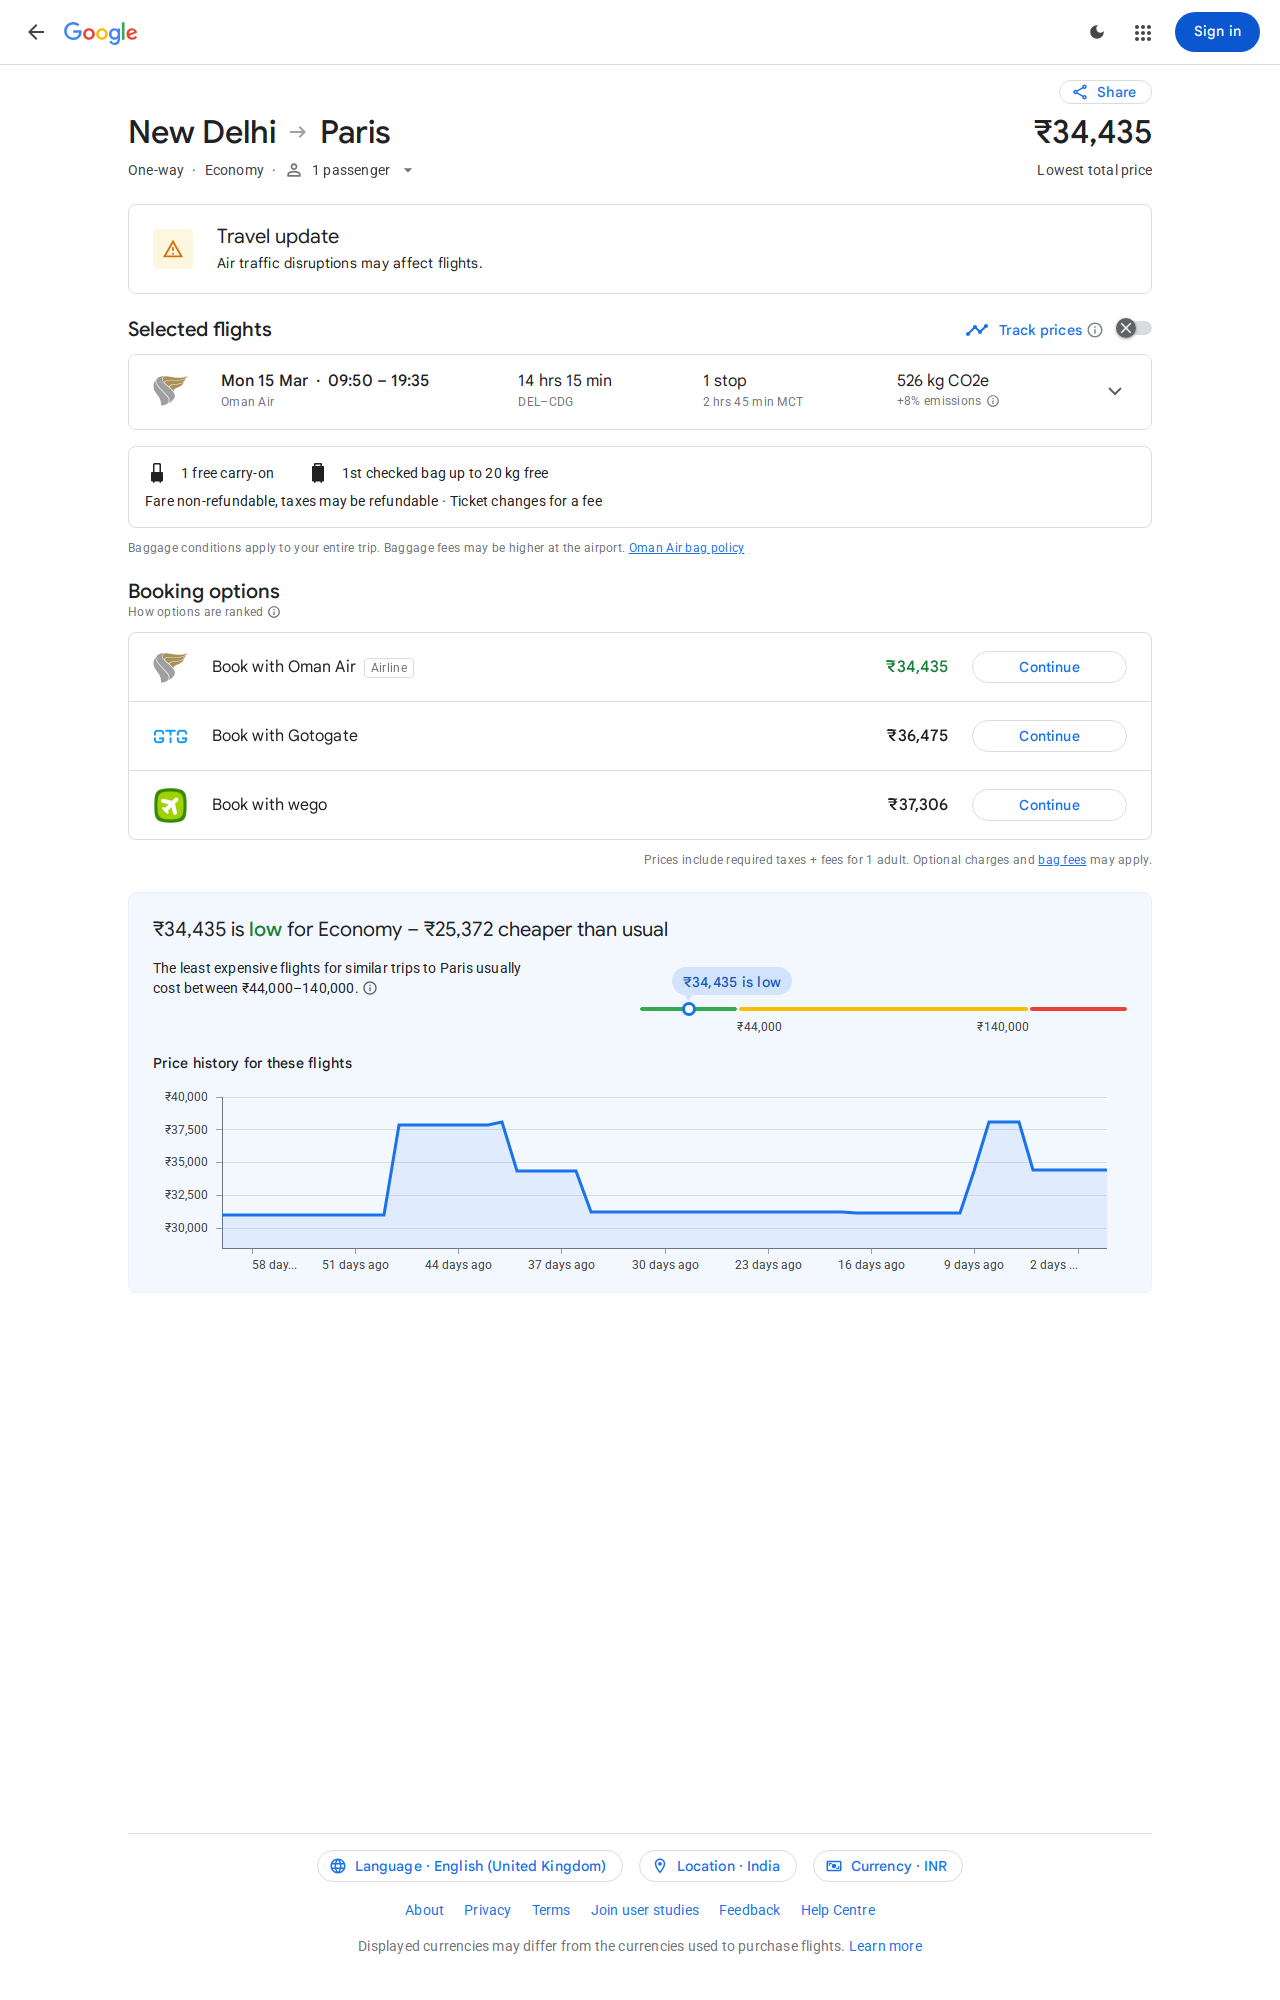 Google
Sign in
Share
New Delhi → Paris
₹34,435
One-way · Economy · 1 passenger
Lowest total price
Travel update
Air traffic disruptions may affect flights.
Selected flights
Track prices
Mon 15 Mar · 09:50 – 19:35
14 hrs 15 min
1 stop
526 kg CO2e
Oman Air
DEL–CDG
2 hrs 45 min MCT
+8% emissions
1 free carry-on
1st checked bag up to 20 kg free
Fare non-refundable, taxes may be refundable · Ticket changes for a fee
Baggage conditions apply to your entire trip. Baggage fees may be higher at the airport. Oman Air bag policy
Booking options
How options are ranked
Book with Oman Air Airline ₹34,435 Continue
GTG Book with Gotogate ₹36,475 Continue
Book with wego ₹37,306 Continue
Prices include required taxes + fees for 1 adult. Optional charges and bag fees may apply.
₹34,435 is low for Economy – ₹25,372 cheaper than usual
The least expensive flights for similar trips to Paris usually
cost between ₹44,000–140,000.
₹34,435 is low
₹44,000 ₹140,000
Price history for these flights
₹40,000
₹37,500
₹35,000
₹32,500
₹30,000
58 day... 51 days ago 44 days ago 37 days ago 30 days ago 23 days ago 16 days ago 9 days ago 2 days ...
Language · English (United Kingdom) Location · India Currency · INR
About Privacy Terms Join user studies Feedback Help Centre
Displayed currencies may differ from the currencies used to purchase flights. Learn more